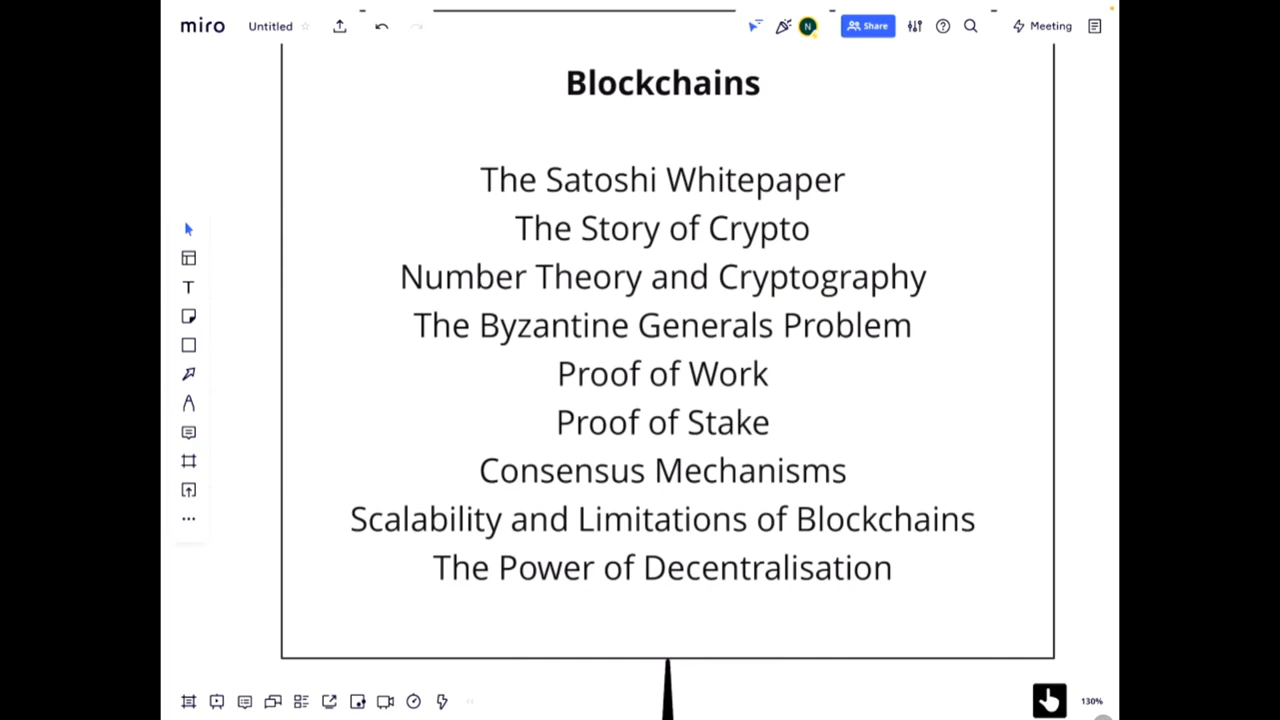 miro Untitled Share Meeting
Blockchains
The Satoshi Whitepaper
The Story of Crypto
Number Theory and Cryptography
The Byzantine Generals Problem
Proof of Work
Proof of Stake
Consensus Mechanisms
Scalability and Limitations of Blockchains
The Power of Decentralisation
130%